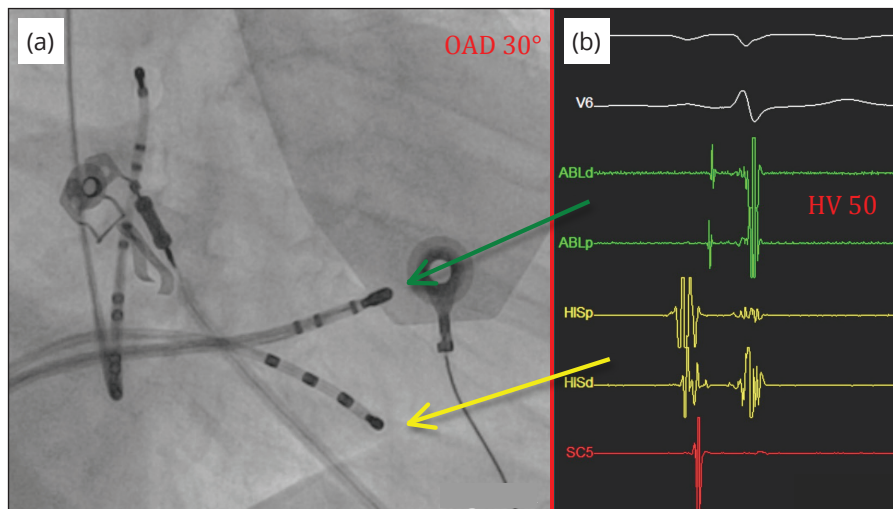 (a)
OAD 30°
(b)
V6
ABLd
HV 50
ABLp
HISp
HISd
SC5